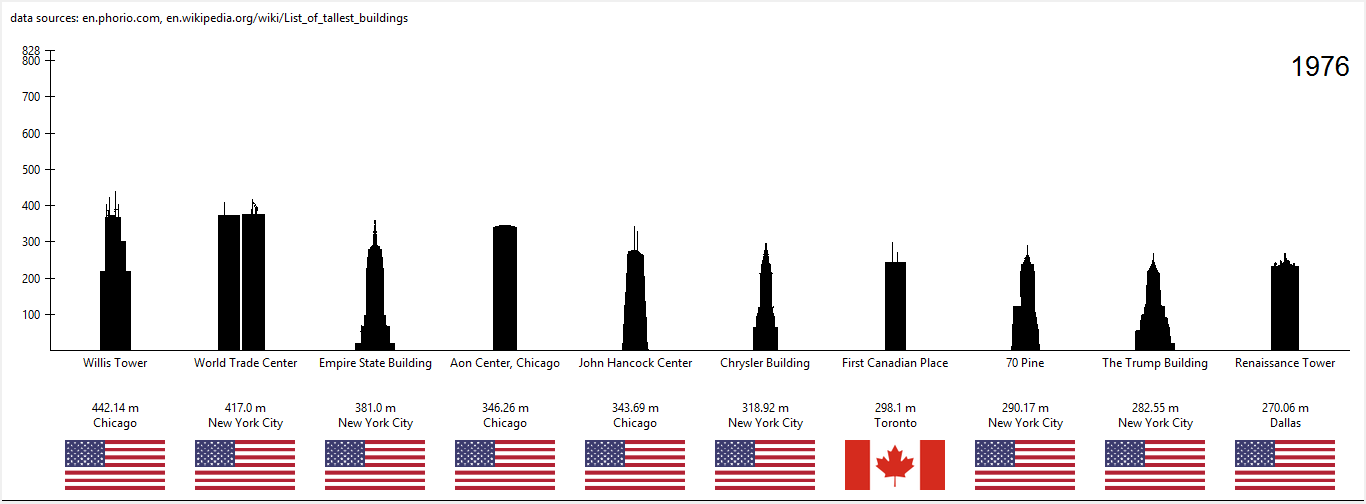 data sources: en.phorio.com, en.wikipedia.org/wiki/List_of_tallest_buildings
1976
828
800
700
600
500
400
300
200
100
Willis Tower
World Trade Center
Empire State Building
Aon Center, Chicago
John Hancock Center
Chrysler Building
First Canadian Place
70 Pine
The Trump Building
Renaissance Tower
442.14 m
Chicago
417.0 m
New York City
381.0 m
New York City
346.26 m
Chicago
343.69 m
Chicago
318.92 m
New York City
298.1 m
Toronto
290.17 m
New York City
282.55 m
New York City
270.06 m
Dallas